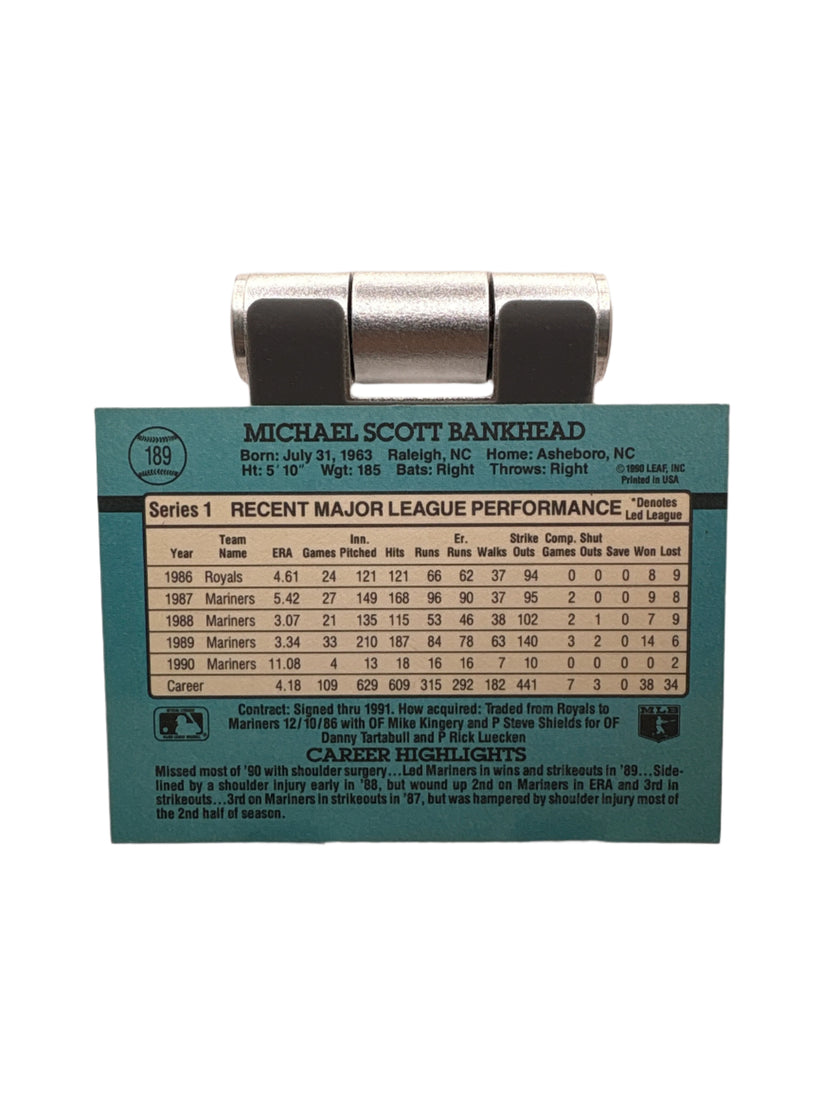 189
MICHAEL SCOTT BANKHEAD
Born: July 31, 1963 Raleigh, NC Home: Asheboro, NC
Ht: 5' 10" Wgt: 185 Bats: Right Throws: Right
© 1990 LEAF, INC
Printed in USA
Series 1 RECENT MAJOR LEAGUE PERFORMANCE *Denotes Led League
Year Team Name ERA Games Inn. Pitched Hits Runs Er. Runs Walks Strike Outs Comp. Games Shut Outs Save Won Lost
1986 Royals 4.61 24 121 121 66 62 37 94 0 0 0 8 9
1987 Mariners 5.42 27 149 168 96 90 37 95 2 0 0 9 8
1988 Mariners 3.07 21 135 115 53 46 38 102 2 1 0 7 9
1989 Mariners 3.34 33 210 187 84 78 63 140 3 2 0 14 6
1990 Mariners 11.08 4 13 18 16 16 7 10 0 0 0 0 2
Career 4.18 109 629 609 315 292 182 441 7 3 0 38 34
Contract: Signed thru 1991. How acquired: Traded from Royals to
Mariners 12/10/86 with OF Mike Kingery and P Steve Shields for OF
Danny Tartabull and P Rick Luecken
MLB
CAREER HIGHLIGHTS
Missed most of '90 with shoulder surgery...Led Mariners in wins and strikeouts in '89...Side-
lined by a shoulder injury early in '88, but wound up 2nd on Mariners in ERA and 3rd in
strikeouts...3rd on Mariners in strikeouts in '87, but was hampered by shoulder injury most of
the 2nd half of season.